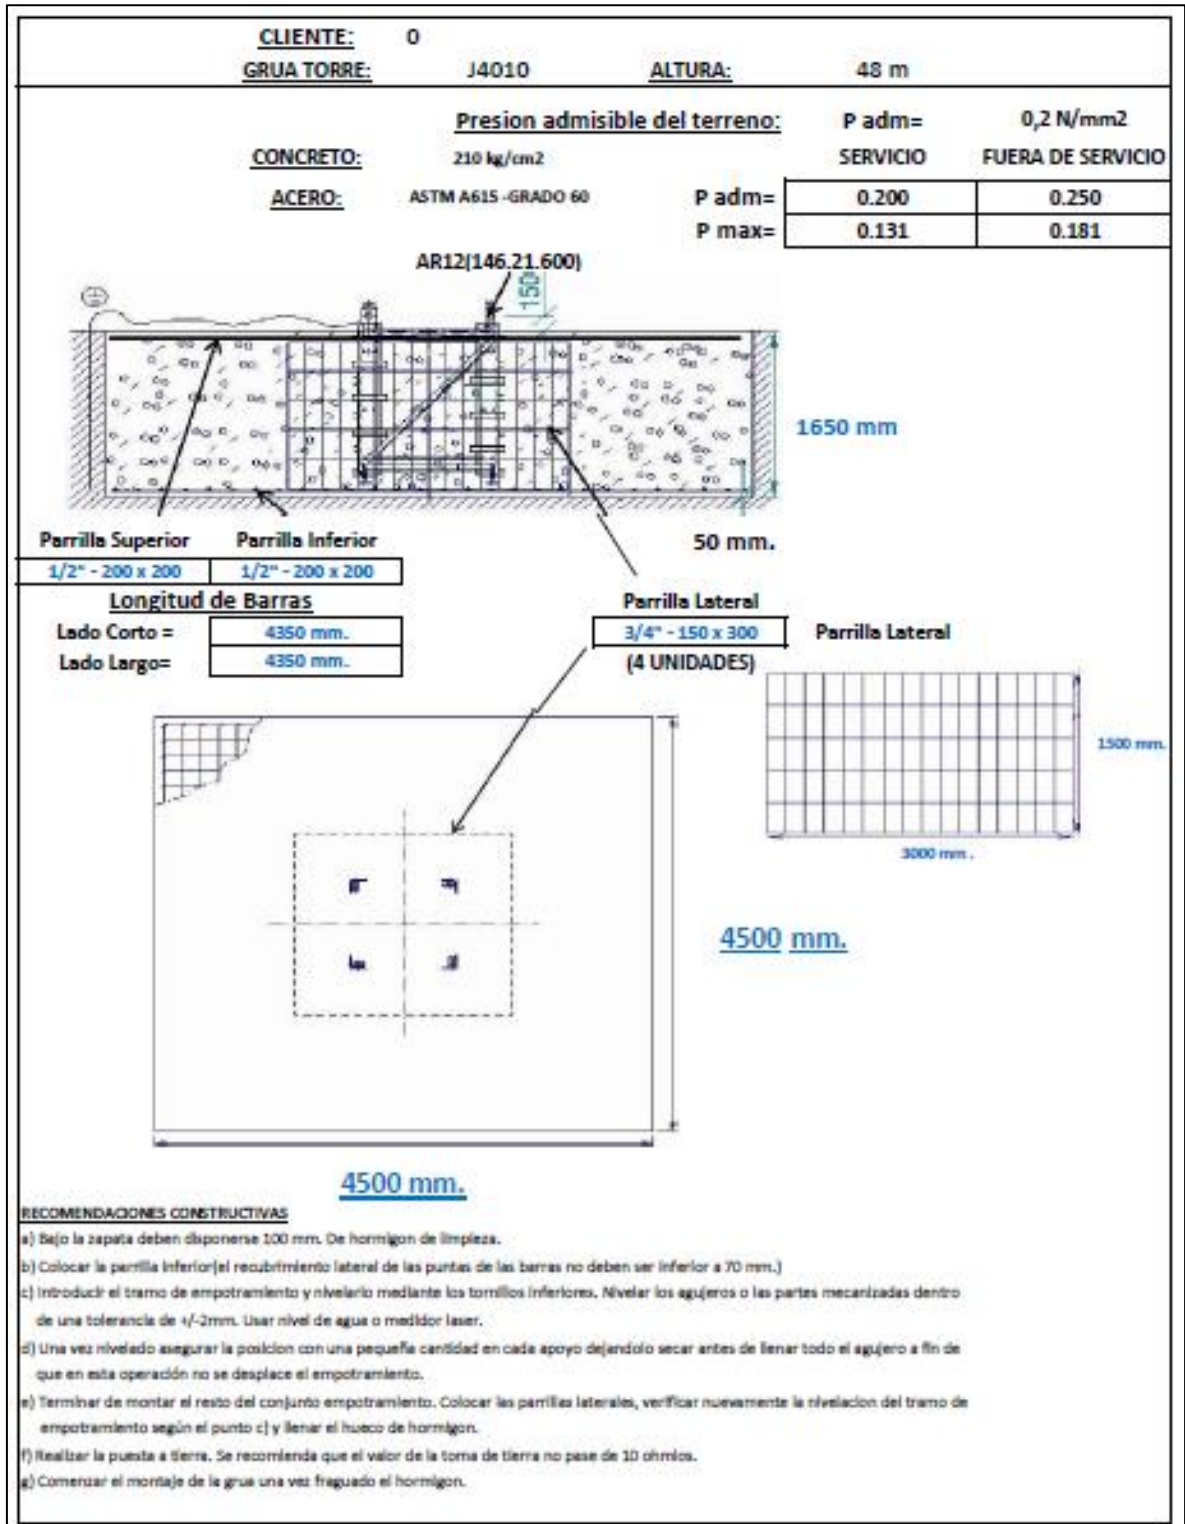 CLIENTE: 0
GRUA TORRE: J4010 ALTURA: 48 m
Presion admisible del terreno: P adm= 0,2 N/mm2
CONCRETO: 210 kg/cm2 SERVICIO FUERA DE SERVICIO
ACERO: ASTM A615 -GRADO 60 P adm= 0.200 0.250
P max= 0.131 0.181
AR12(146.21.600)
150
1650 mm
Parrilla Superior Parrilla Inferior 50 mm.
1/2" - 200 x 200 1/2" - 200 x 200
Longitud de Barras Parrilla Lateral
Lado Corto = 4350 mm. 3/4" - 150 x 300 Parrilla Lateral
Lado Largo= 4350 mm. (4 UNIDADES)
1500 mm.
3000 mm.
4500 mm.
4500 mm.
RECOMENDACIONES CONSTRUCTIVAS
a) Bajo la zapata deben disponerse 100 mm. De hormigon de limpieza.
b) Colocar la parrilla inferior(el recubrimiento lateral de las puntas de las barras no deben ser inferior a 70 mm.)
c) Introducir el tramo de empotramiento y nivelarlo mediante los tornillos inferiores. Nivelar los agujeros o las partes mecanizadas dentro
de una tolerancia de +/-2mm. Usar nivel de agua o medidor laser.
d) Una vez nivelado asegurar la posicion con una pequeña cantidad en cada apoyo dejandolo secar antes de llenar todo el agujero a fin de
que en esta operación no se desplace el empotramiento.
e) Terminar de montar el resto del conjunto empotramiento. Colocar las parrillas laterales, verificar nuevamente la nivelacion del tramo de
empotramiento según el punto c) y llenar el hueco de hormigon.
f) Realizar la puesta a tierra. Se recomienda que el valor de la toma de tierra no pase de 10 ohmios.
g) Comenzar el montaje de la grua una vez fraguado el hormigon.